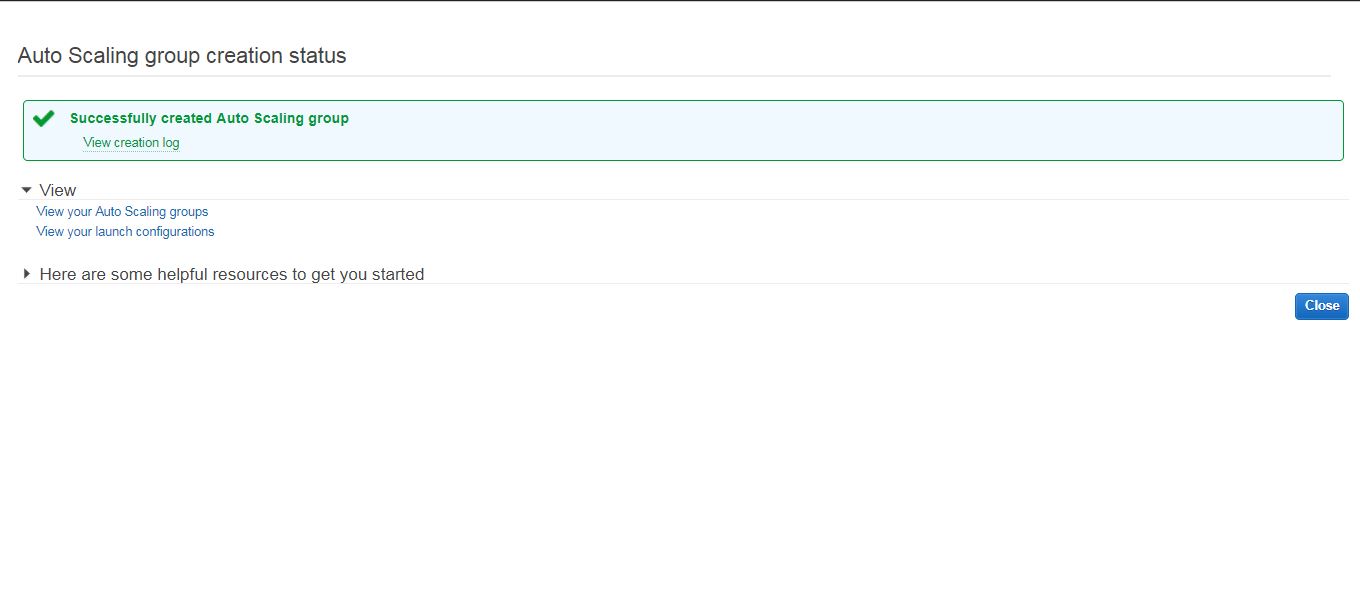 Auto Scaling group creation status
Successfully created Auto Scaling group
View creation log
View
View your Auto Scaling groups
View your launch configurations
Here are some helpful resources to get you started
Close